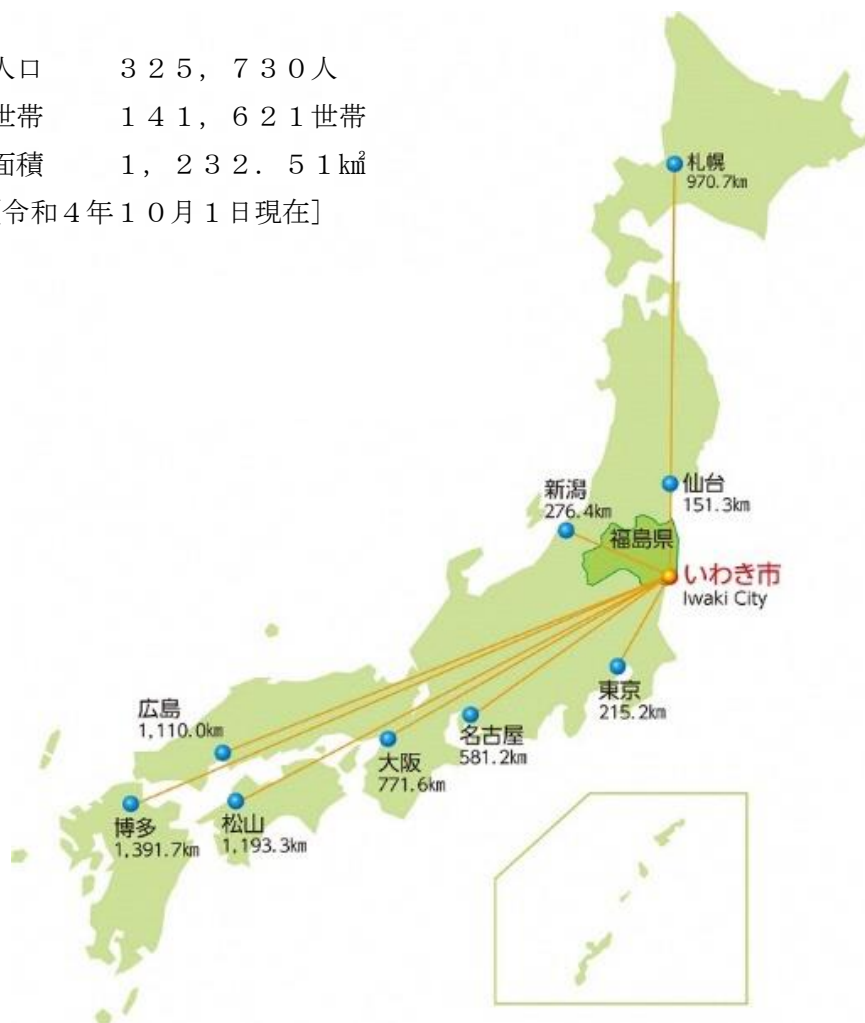 人口 ３２５，７３０人
世帯 １４１，６２１世帯
面積 １，２３２．５１㎢
［令和４年１０月１日現在］
札幌
970.7㎞
仙台
151.3㎞
新潟
276.4㎞
福島県
いわき市
Iwaki City
東京
215.2㎞
名古屋
581.2㎞
大阪
771.6㎞
広島
1,110.0㎞
松山
1,193.3㎞
博多
1,391.7㎞